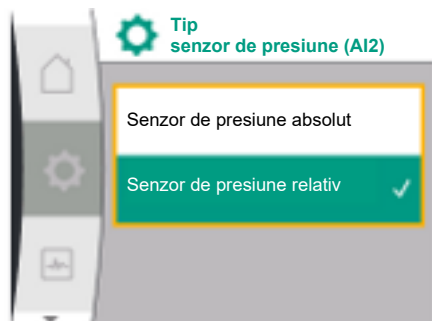 Tip
senzor de presiune (AI2)
Senzor de presiune absolut
Senzor de presiune relativ